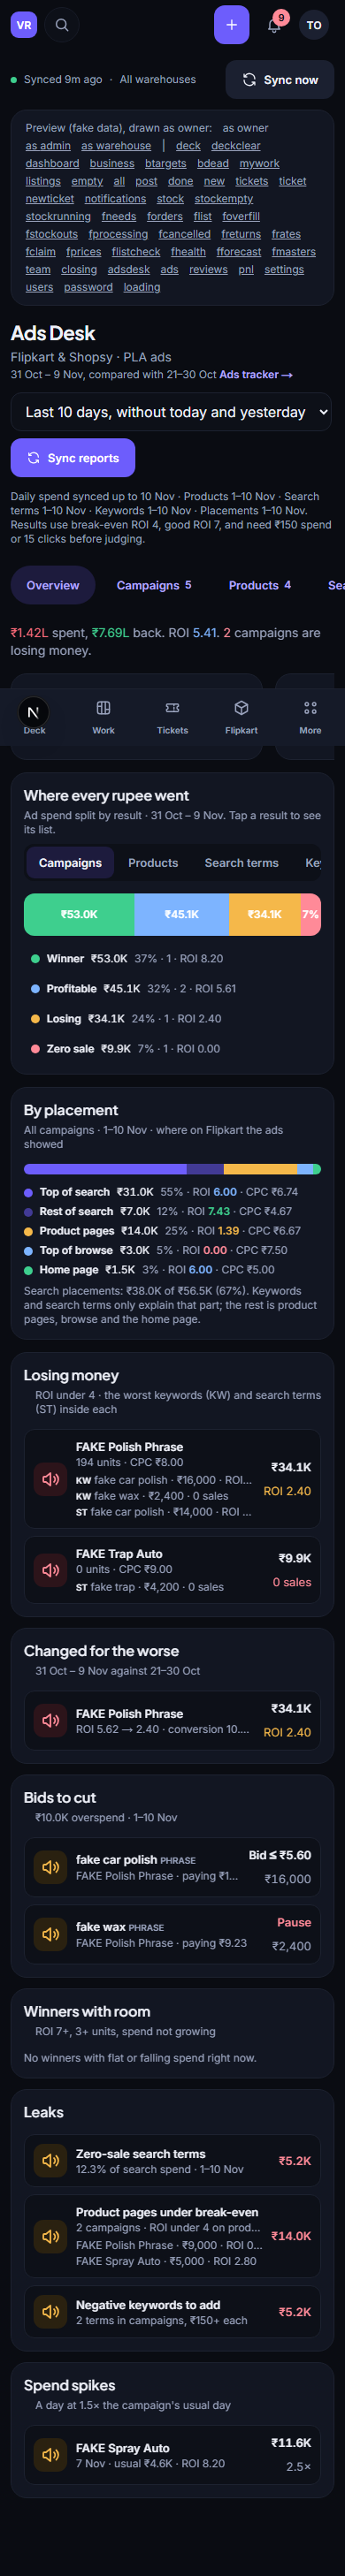 VR
9
TO
Synced 9m ago · All warehouses
Sync now
Preview (fake data), drawn as owner: as owner
as admin as warehouse | deck deckclear
dashboard business btargets bdead mywork
listings empty all post done new tickets ticket
newticket notifications stock stockempty
stockrunning fneeds forders flist foverfill
fstockouts fprocessing fcancelled freturns frates
fclaim fprices flistcheck fhealth fforecast fmasters
team closing adsdesk ads reviews pnl settings
users password loading
Ads Desk
Flipkart & Shopsy · PLA ads
31 Oct – 9 Nov, compared with 21–30 Oct Ads tracker →
Last 10 days, without today and yesterday
Sync reports
Daily spend synced up to 10 Nov · Products 1–10 Nov · Search
terms 1–10 Nov · Keywords 1–10 Nov · Placements 1–10 Nov.
Results use break-even ROI 4, good ROI 7, and need ₹150 spend
or 15 clicks before judging.
Overview Campaigns 5 Products 4 Sea
₹1.42L spent, ₹7.69L back. ROI 5.41. 2 campaigns are
losing money.
N
Deck Work Tickets Flipkart More
Where every rupee went
Ad spend split by result · 31 Oct – 9 Nov. Tap a result to see
its list.
Campaigns Products Search terms Key
₹53.0K ₹45.1K ₹34.1K 7%
Winner ₹53.0K 37% · 1 · ROI 8.20
Profitable ₹45.1K 32% · 2 · ROI 5.61
Losing ₹34.1K 24% · 1 · ROI 2.40
Zero sale ₹9.9K 7% · 1 · ROI 0.00
By placement
All campaigns · 1–10 Nov · where on Flipkart the ads
showed
Top of search ₹31.0K 55% · ROI 6.00 · CPC ₹6.74
Rest of search ₹7.0K 12% · ROI 7.43 · CPC ₹4.67
Product pages ₹14.0K 25% · ROI 1.39 · CPC ₹6.67
Top of browse ₹3.0K 5% · ROI 0.00 · CPC ₹7.50
Home page ₹1.5K 3% · ROI 6.00 · CPC ₹5.00
Search placements: ₹38.0K of ₹56.5K (67%). Keywords
and search terms only explain that part; the rest is product
pages, browse and the home page.
Losing money
ROI under 4 · the worst keywords (KW) and search terms
(ST) inside each
FAKE Polish Phrase
194 units · CPC ₹8.00
KW fake car polish · ₹16,000 · ROI...
KW fake wax · ₹2,400 · 0 sales
ST fake car polish · ₹14,000 · ROI ...
₹34.1K
ROI 2.40
FAKE Trap Auto
0 units · CPC ₹9.00
ST fake trap · ₹4,200 · 0 sales
₹9.9K
0 sales
Changed for the worse
31 Oct – 9 Nov against 21–30 Oct
FAKE Polish Phrase
ROI 5.62 → 2.40 · conversion 10....
₹34.1K
ROI 2.40
Bids to cut
₹10.0K overspend · 1–10 Nov
fake car polish PHRASE
FAKE Polish Phrase · paying ₹1...
Bid ≤ ₹5.60
₹16,000
fake wax PHRASE
FAKE Polish Phrase · paying ₹9.23
Pause
₹2,400
Winners with room
ROI 7+, 3+ units, spend not growing
No winners with flat or falling spend right now.
Leaks
Zero-sale search terms
12.3% of search spend · 1–10 Nov
₹5.2K
Product pages under break-even
2 campaigns · ROI under 4 on prod...
FAKE Polish Phrase · ₹9,000 · ROI 0...
FAKE Spray Auto · ₹5,000 · ROI 2.80
₹14.0K
Negative keywords to add
2 terms in campaigns, ₹150+ each
₹5.2K
Spend spikes
A day at 1.5× the campaign's usual day
FAKE Spray Auto
7 Nov · usual ₹4.6K · ROI 8.20
₹11.6K
2.5×